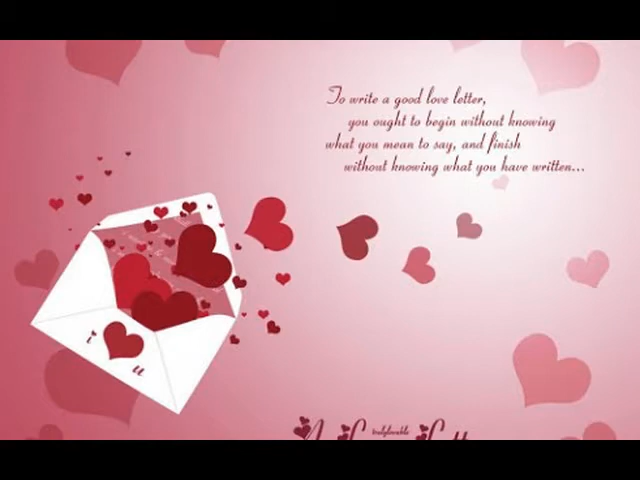 To write a good love letter,
you ought to begin without knowing
what you mean to say, and finish
without knowing what you have written...
i
u
trulylovable